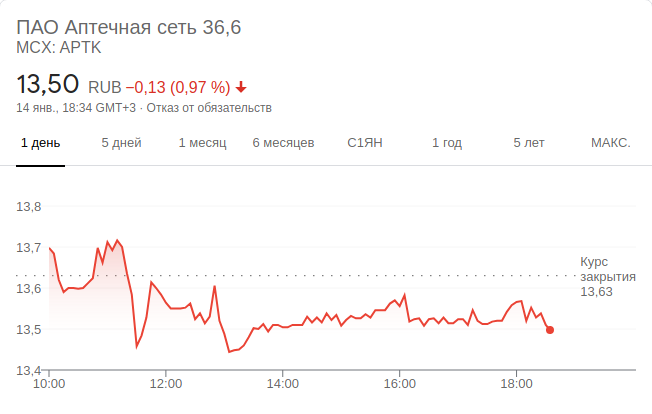 ПАО Аптечная сеть 36,6
MCX: APTK
13,50 RUB −0,13 (0,97 %)
14 янв., 18:34 GMT+3 · Отказ от обязательств
1 день 5 дней 1 месяц 6 месяцев С1ЯН 1 год 5 лет МАКС.
13,8
13,7
13,6
13,5
13,4
Курс
закрытия
13,63
10:00 12:00 14:00 16:00 18:00